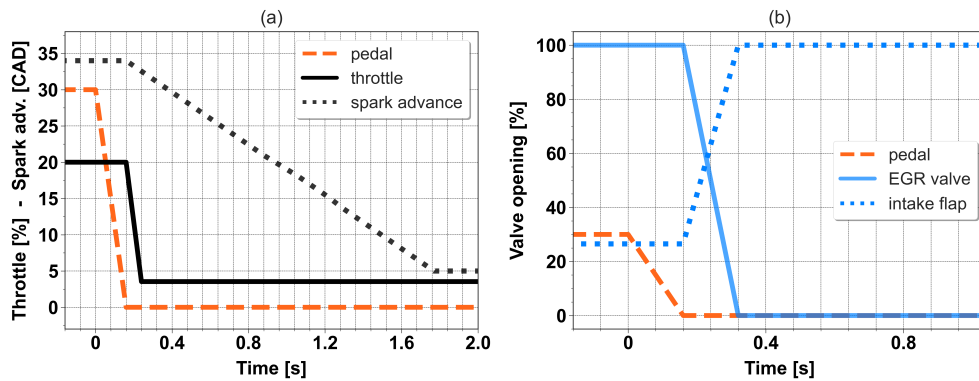 (a)
Throttle [%] - Spark adv. [CAD]
40
35
30
25
20
15
10
5
0
pedal
throttle
spark advance
0 0.4 0.8 1.2 1.6 2.0
Time [s]
(b)
Valve opening [%]
100
80
60
40
20
0
pedal
EGR valve
intake flap
0 0.4 0.8
Time [s]